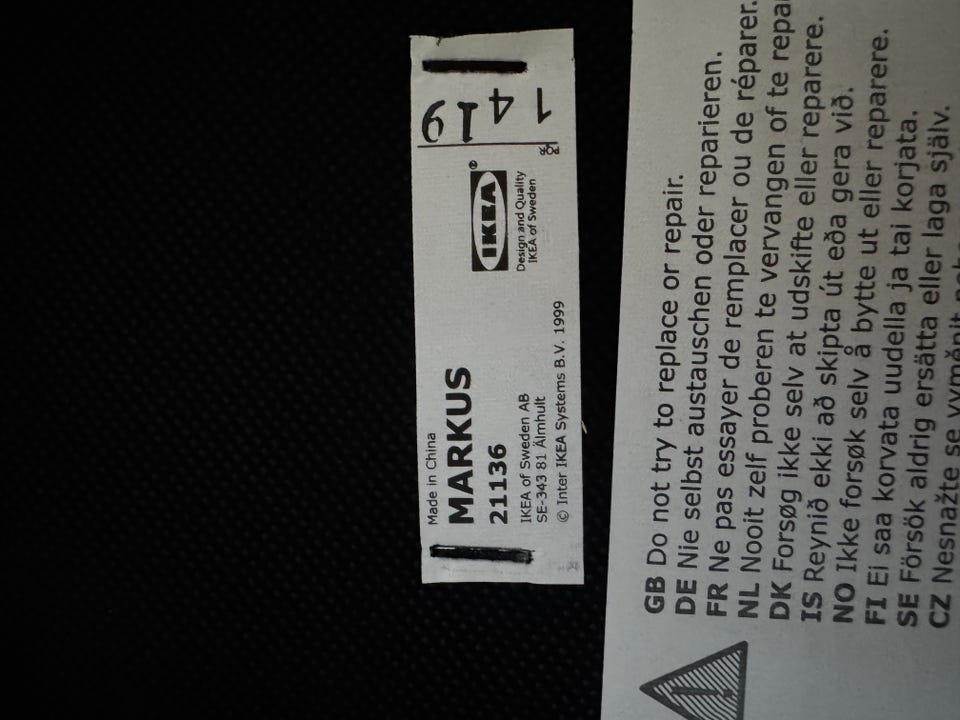 Made in China
MARKUS
21136
IKEA of Sweden AB
SE-343 81 Älmhult
© Inter IKEA Systems B.V. 1999
IKEA®
Design and Quality
IKEA of Sweden
1419
GB Do not try to replace or repair.
DE Nie selbst austauschen oder reparieren.
FR Ne pas essayer de remplacer ou de réparer.
NL Nooit zelf proberen te vervangen of te repa
DK Forsøg ikke selv at udskifte eller reparere.
IS Reynið ekki að skipta út eða gera við.
NO Ikke forsøk selv å bytte ut eller reparere.
FI Ei saa korvata uudella ja tai korjata.
SE Försök aldrig ersätta eller laga själv.
CZ Nesnažte se vyměnit